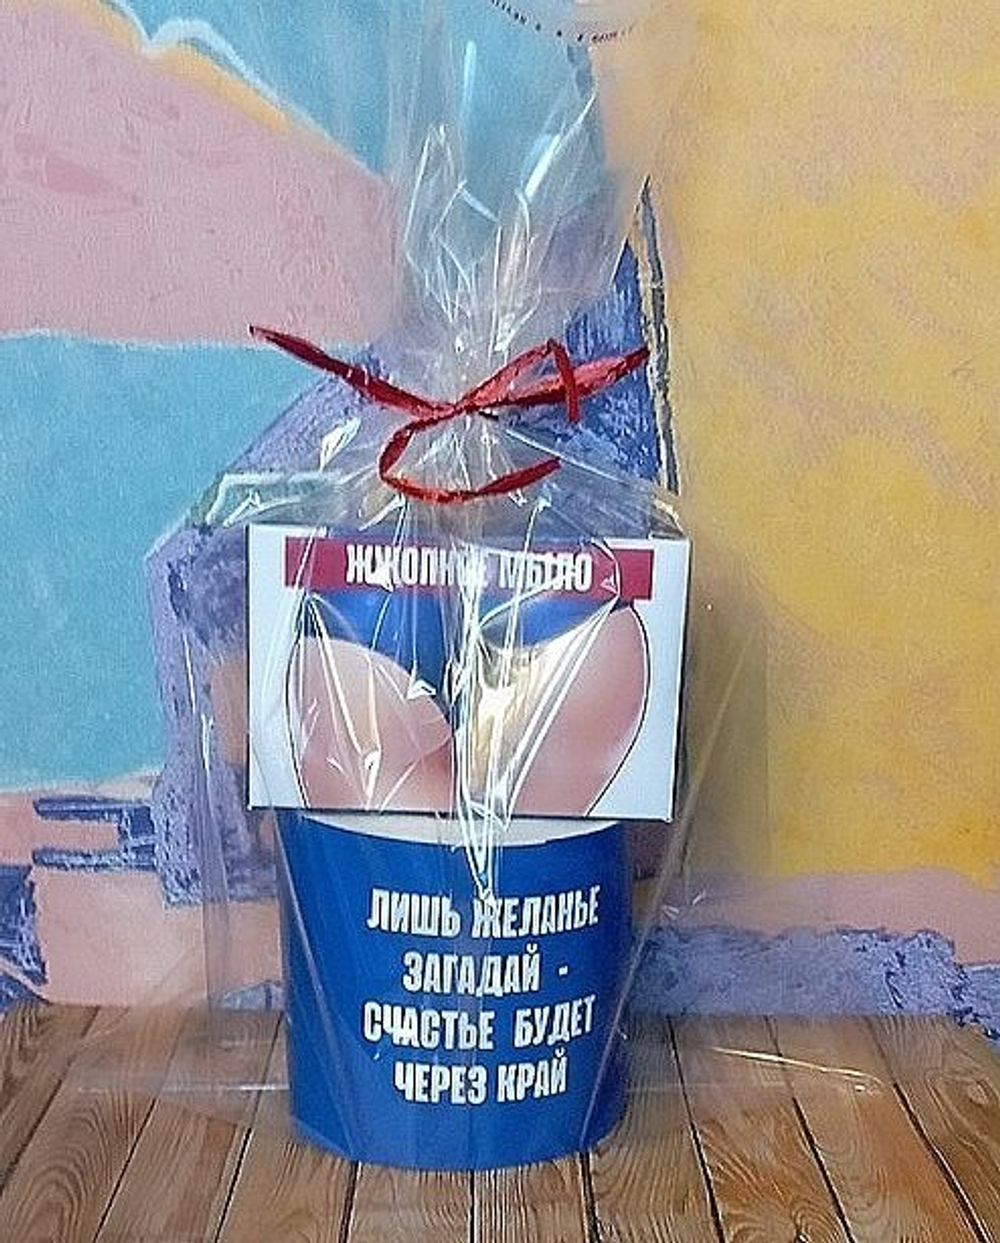 ЖЖОПНОЕ МЫЛО
ЛИШЬ ЖЕЛАНЬЕ
ЗАГАДАЙ -
СЧАСТЬЕ БУДЕТ
ЧЕРЕЗ КРАЙ